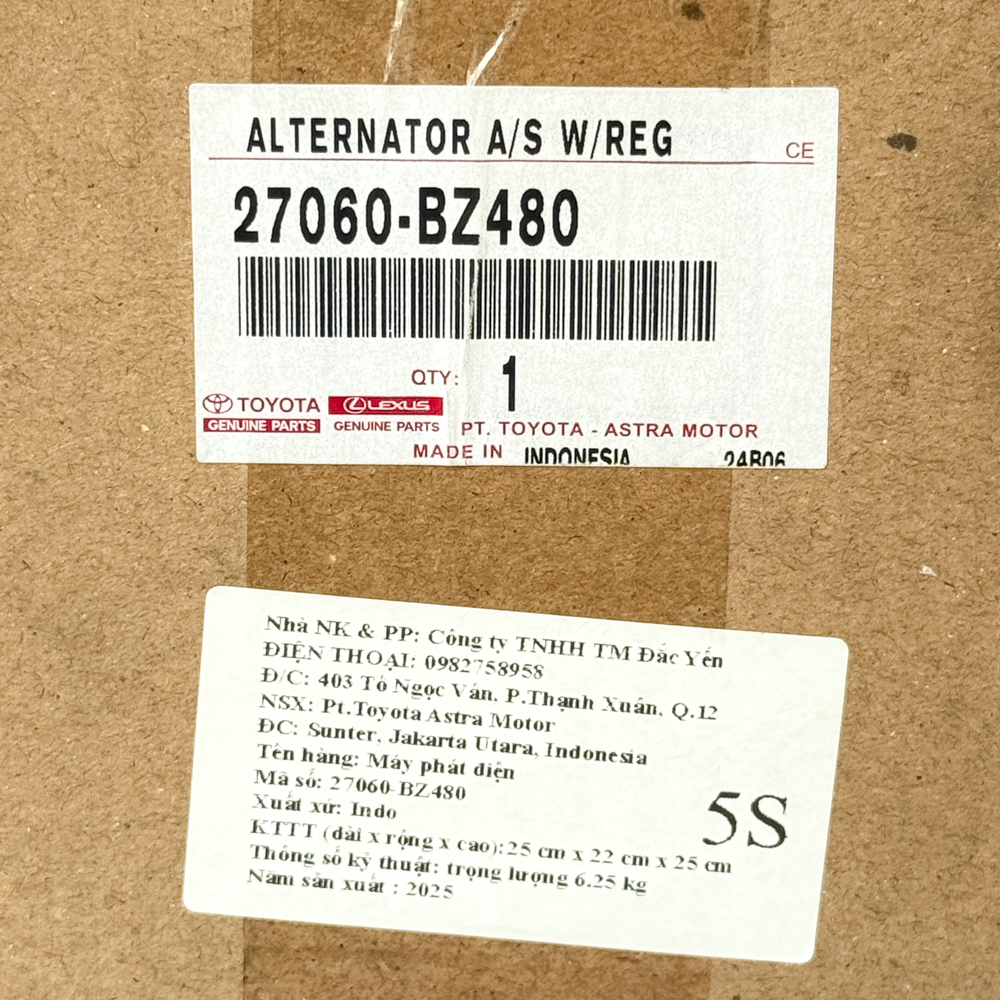 ALTERNATOR A/S W/REG
CE
27060-BZ480
QTY: 1
TOYOTA LEXUS
GENUINE PARTS GENUINE PARTS PT. TOYOTA - ASTRA MOTOR
MADE IN INDONESIA 24B06
Nhà NK & PP: Công ty TNHH TM Đắc Yến
ĐIỆN THOẠI: 0982758958
Đ/C: 403 Tô Ngọc Vân, P.Thạnh Xuân, Q.12
NSX: Pt.Toyota Astra Motor
ĐC: Sunter, Jakarta Utara, Indonesia
Tên hàng: Máy phát điện
Mã số: 27060-BZ480
Xuất xứ: Indo
5S
KTTT (dài x rộng x cao):25 cm x 22 cm x 25 cm
Thông số kỹ thuật: trọng lượng 6.25 kg
Năm sản xuất : 2025